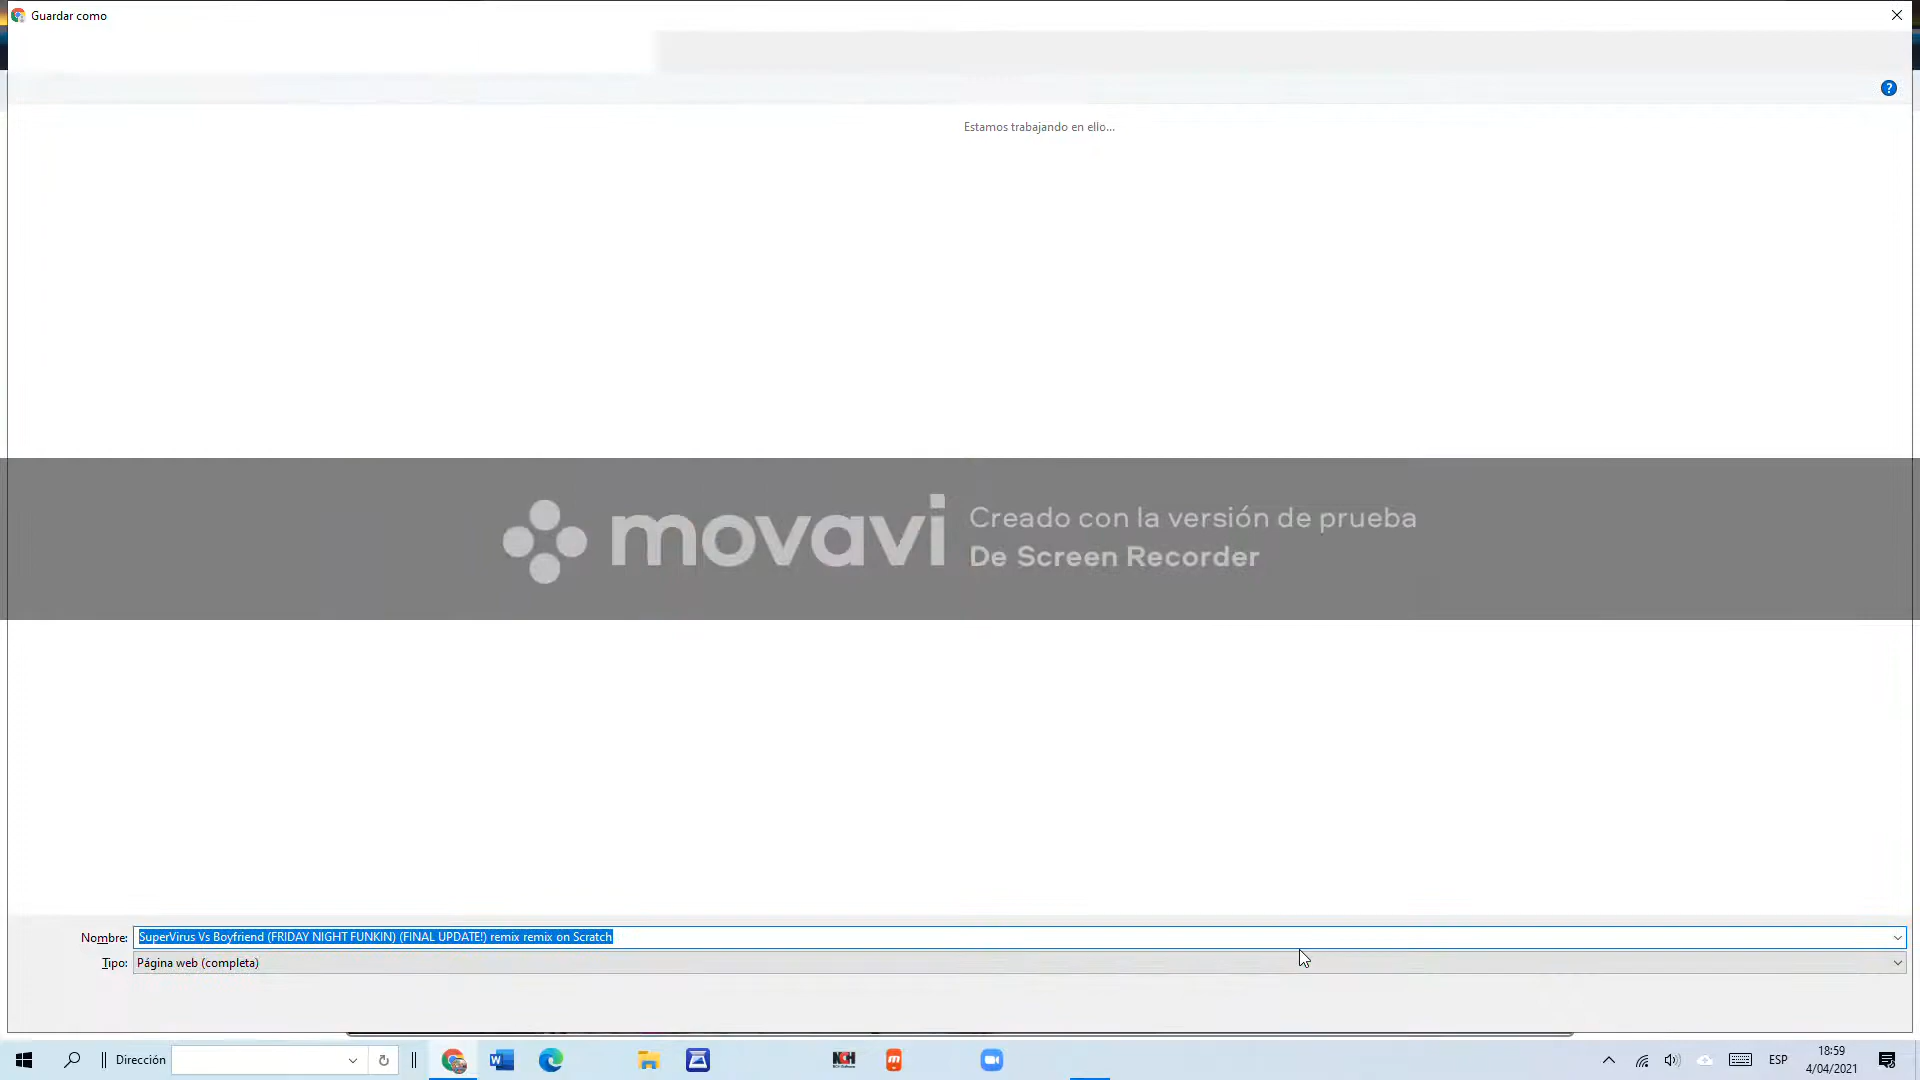 Guardar como
?
Estamos trabajando en ello...
movavi
Creado con la versión de prueba
De Screen Recorder
Nombre: SuperVirus Vs Boyfriend (FRIDAY NIGHT FUNKIN) (FINAL UPDATE!) remix remix on Scratch
Tipo: Página web (completa)
Dirección
W
NCH
m
ESP
18:59
4/04/2021